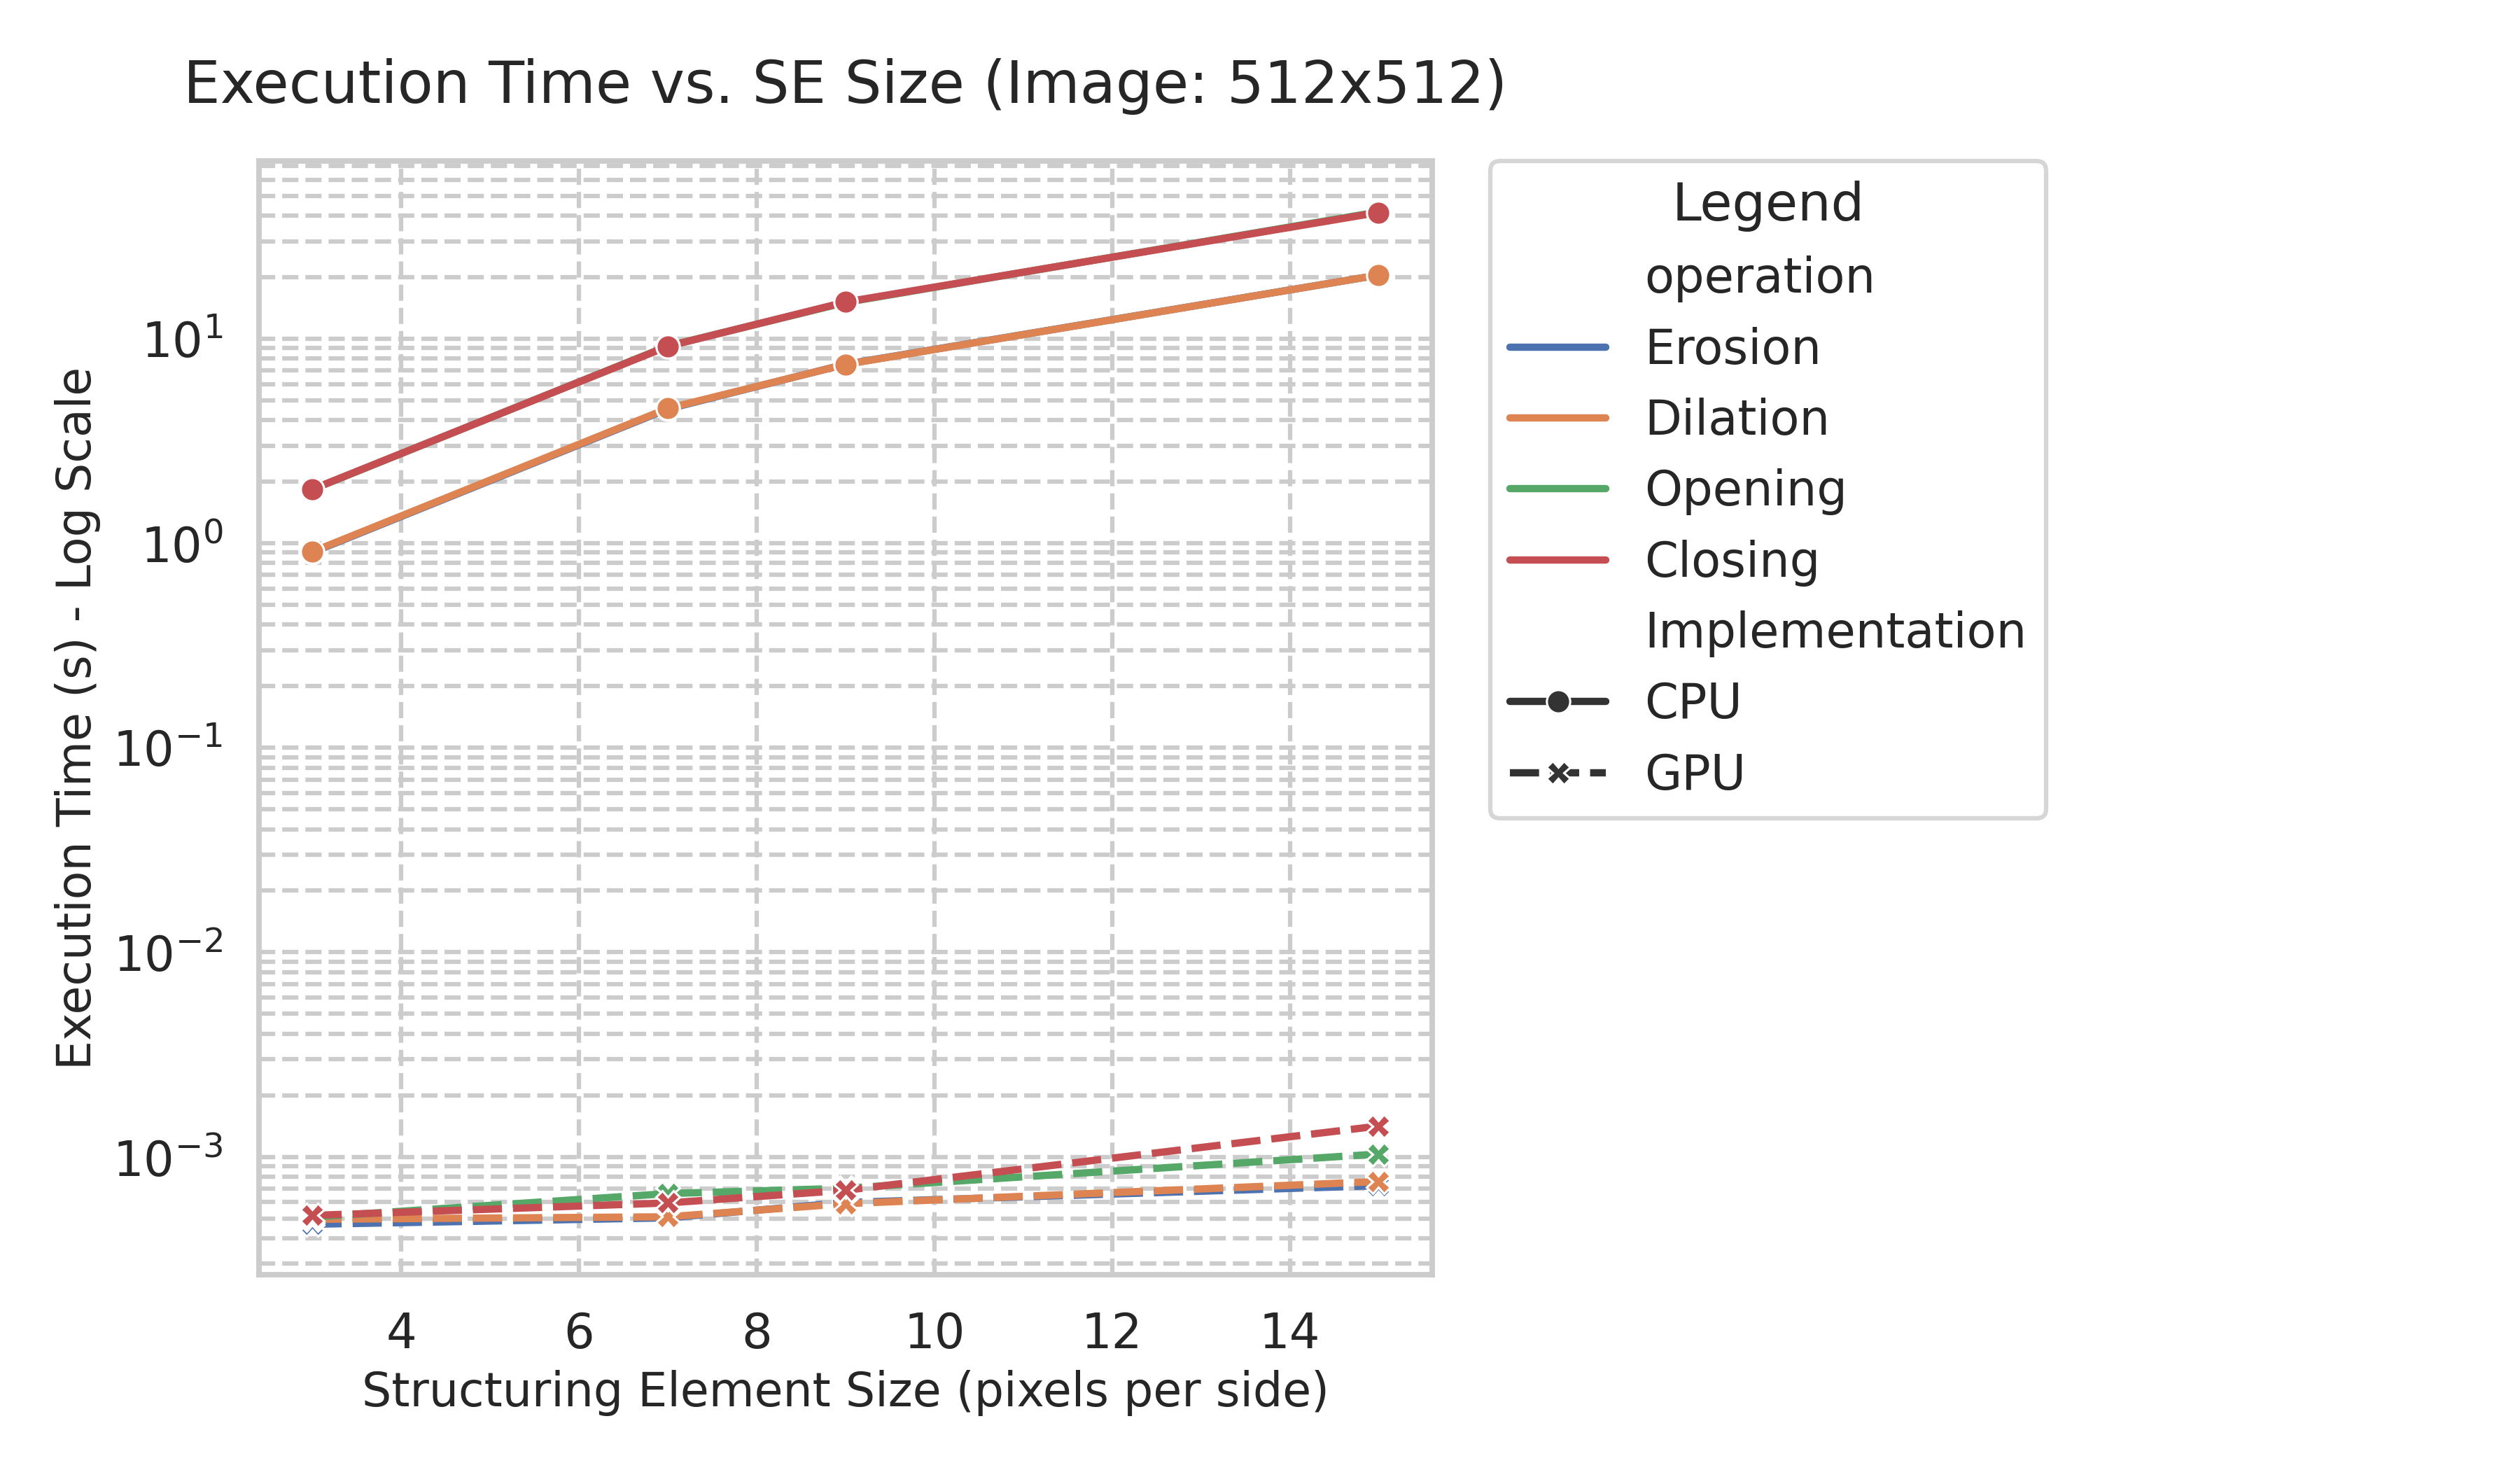 Execution Time vs. SE Size (Image: 512x512)
Execution Time (s) - Log Scale
10¹
10⁰
10⁻¹
10⁻²
10⁻³
4 6 8 10 12 14
Structuring Element Size (pixels per side)
Legend
operation
Erosion
Dilation
Opening
Closing
Implementation
CPU
GPU